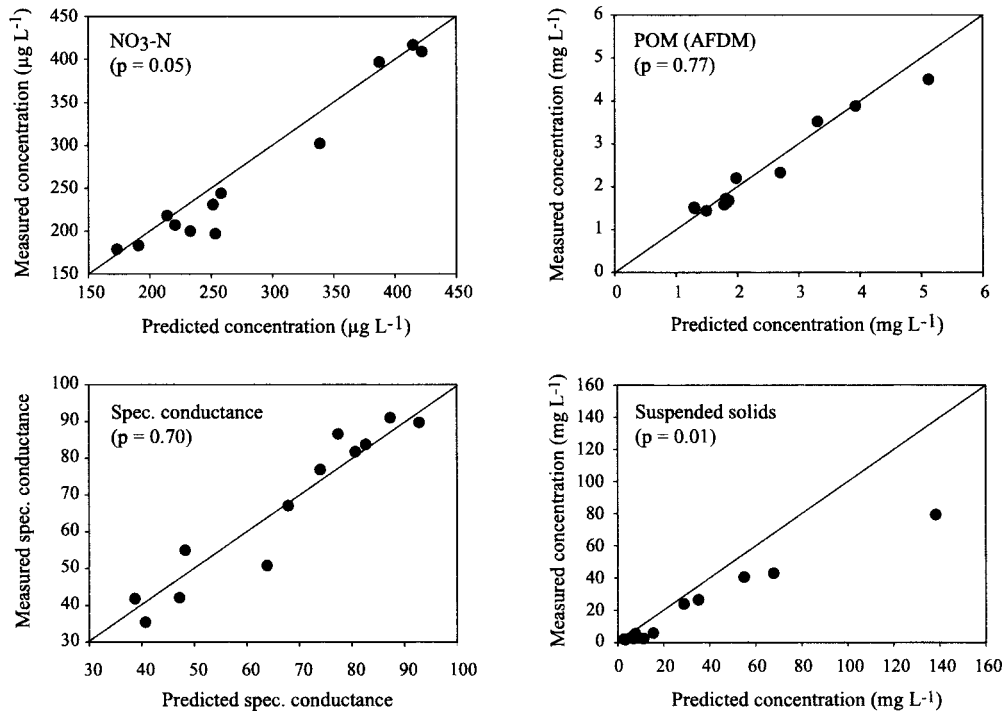 NO3-N
(p = 0.05)
Measured concentration (µg L-1)
450
400
350
300
250
200
150
150 200 250 300 350 400 450
Predicted concentration (µg L-1)
POM (AFDM)
(p = 0.77)
Measured concentration (mg L-1)
6
5
4
3
2
1
0
0 1 2 3 4 5 6
Predicted concentration (mg L-1)
Spec. conductance
(p = 0.70)
Measured spec. conductance
100
90
80
70
60
50
40
30
30 40 50 60 70 80 90 100
Predicted spec. conductance
Suspended solids
(p = 0.01)
Measured concentration (mg L-1)
160
140
120
100
80
60
40
20
0
0 20 40 60 80 100 120 140 160
Predicted concentration (mg L-1)